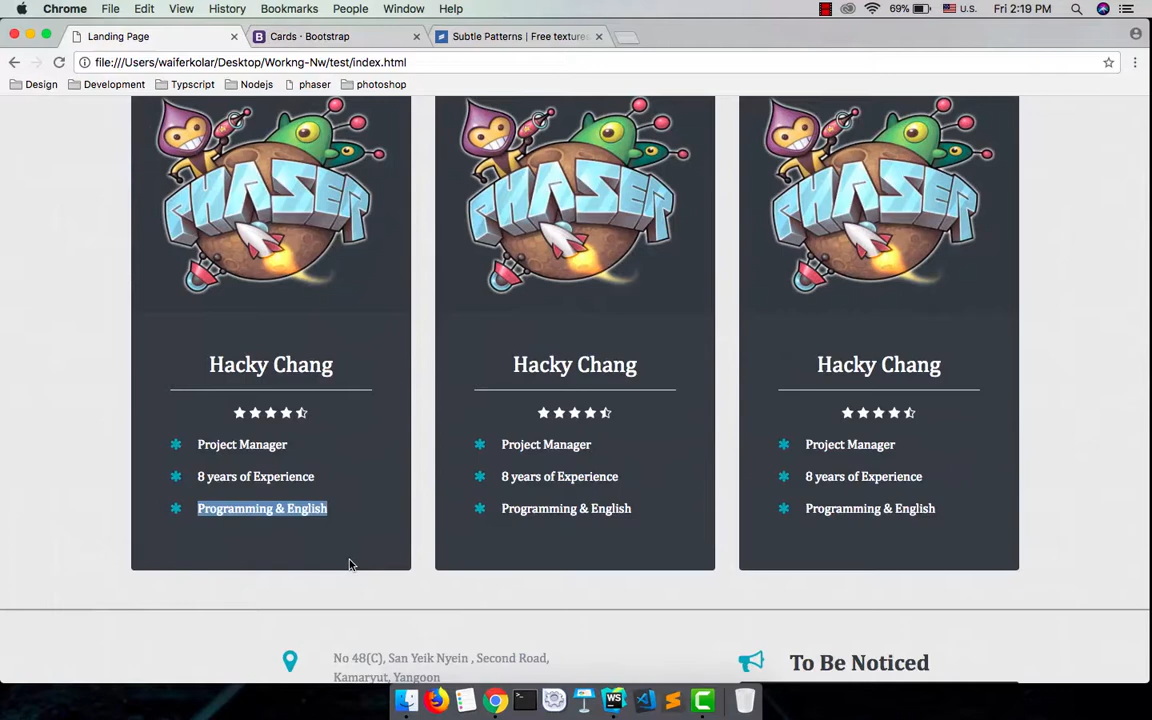 Chrome File Edit View History Bookmarks People Window Help 69% U.S. Fri 2:19 PM
Landing Page Cards · Bootstrap Subtle Patterns | Free textures
file:///Users/waiferkolar/Desktop/Workng-Nw/test/index.html
Design Development Typscript Nodejs phaser photoshop
PHASER PHASER PHASER
Hacky Chang Hacky Chang Hacky Chang
Project Manager Project Manager Project Manager
8 years of Experience 8 years of Experience 8 years of Experience
Programming & English Programming & English Programming & English
No 48(C), San Yeik Nyein , Second Road, To Be Noticed
Kamaryut, Yangoon
WS